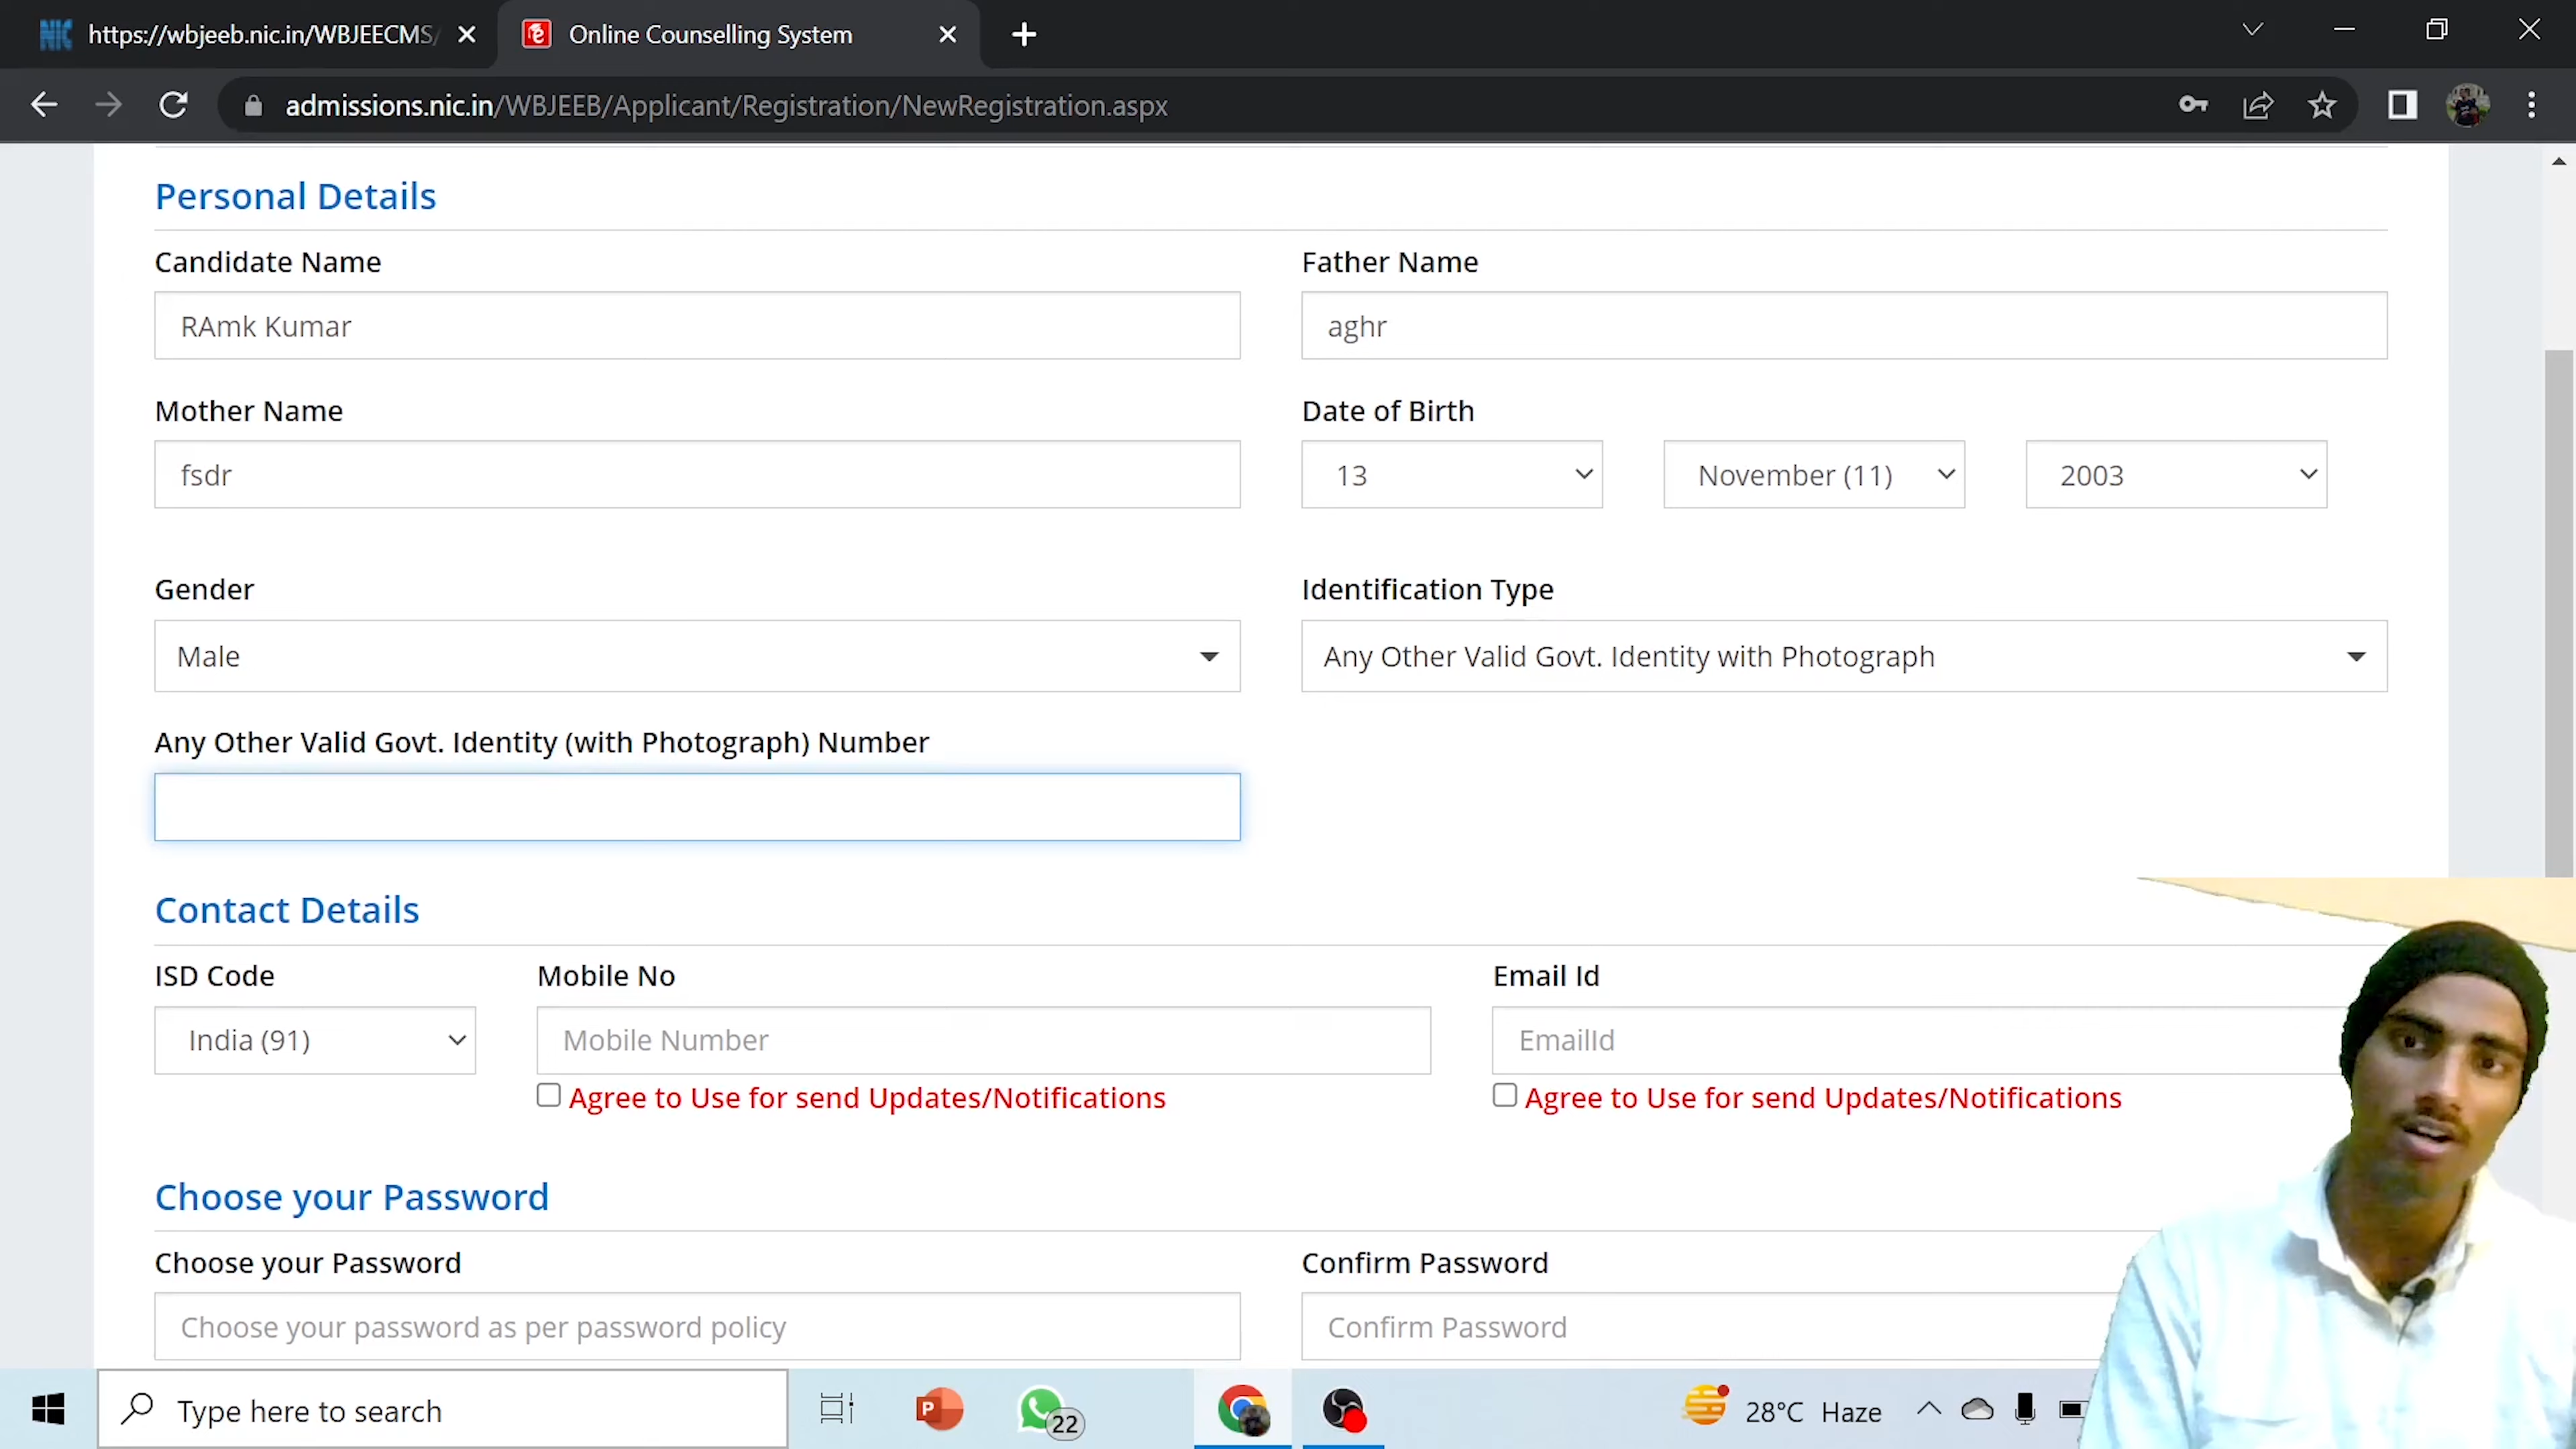 NIC https://wbjeeb.nic.in/WBJEECMS/ Online Counselling System
admissions.nic.in/WBJEEB/Applicant/Registration/NewRegistration.aspx
Personal Details
Candidate Name Father Name
RAmk Kumar aghr
Mother Name Date of Birth
fsdr 13 November (11) 2003
Gender Identification Type
Male Any Other Valid Govt. Identity with Photograph
Any Other Valid Govt. Identity (with Photograph) Number
Contact Details
ISD Code Mobile No Email Id
India (91) Mobile Number EmailId
Agree to Use for send Updates/Notifications Agree to Use for send Updates/Notifications
Choose your Password
Choose your Password Confirm Password
Choose your password as per password policy Confirm Password
Type here to search P 22 28°C Haze